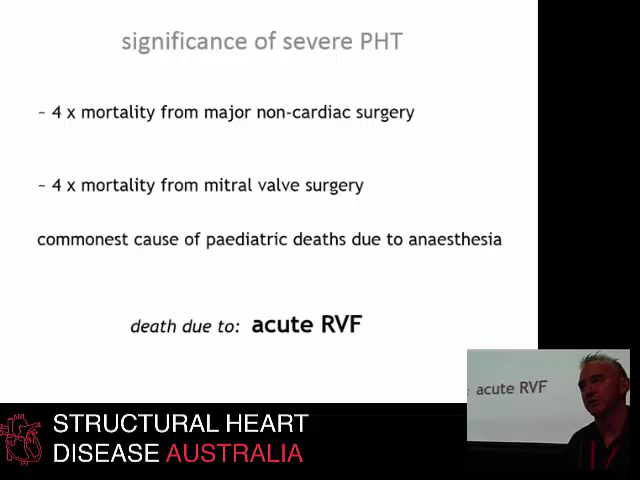 significance of severe PHT
~ 4 x mortality from major non-cardiac surgery
~ 4 x mortality from mitral valve surgery
commonest cause of paediatric deaths due to anaesthesia
death due to: acute RVF
: acute RVF
STRUCTURAL HEART
DISEASE AUSTRALIA